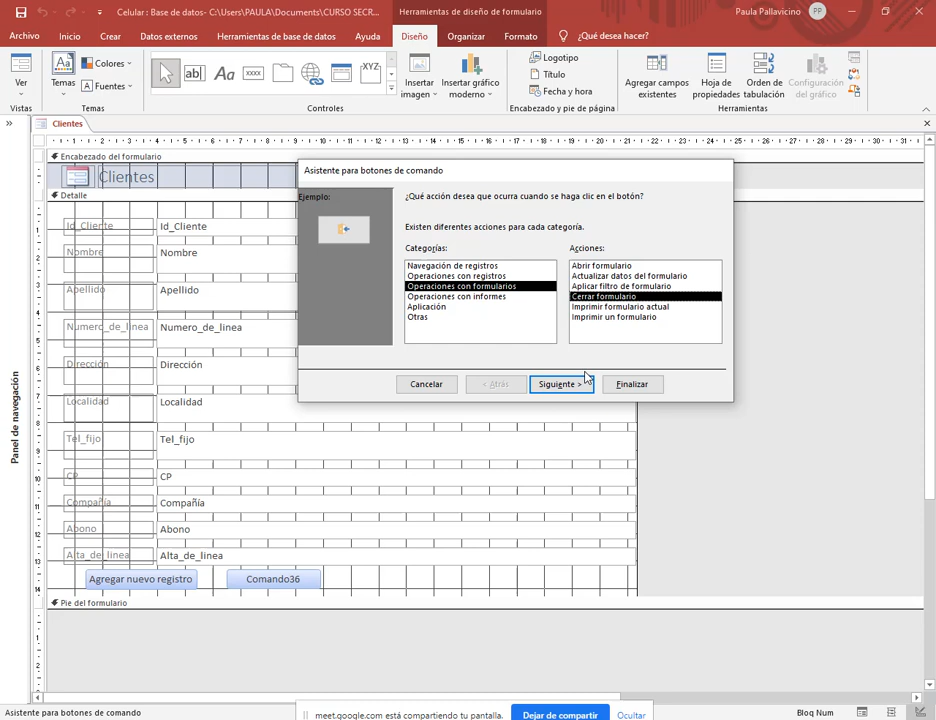 Celular : Base de datos- C:\Users\PAULA\Documents\CURSO SECR...
Herramientas de diseño de formulario
Paula Pallavicino
PP
Archivo
Inicio
Crear
Datos externos
Herramientas de base de datos
Ayuda
Diseño
Organizar
Formato
¿Qué desea hacer?
Ver
Vistas
Aa
Temas
Colores
A Fuentes
Temas
ab|
Aa
xxxx
XYZ
Controles
Insertar imagen
Insertar gráfico moderno
Logotipo
Título
Fecha y hora
Encabezado y pie de página
Agregar campos existentes
Hoja de propiedades
Orden de tabulación
Configuración del gráfico
Herramientas
»
Clientes
Encabezado del formulario
Clientes
Detalle
Id_Cliente Id_Cliente
Nombre Nombre
Apellido Apellido
Numero_de_linea Numero_de_linea
Dirección Dirección
Localidad Localidad
Tel_fijo Tel_fijo
CP CP
Compañía Compañía
Abono Abono
Alta_de_linea Alta_de_linea
Agregar nuevo registro
Comando36
Pie del formulario
Panel de navegación
Asistente para botones de comando
Ejemplo:
¿Qué acción desea que ocurra cuando se haga clic en el botón?
Existen diferentes acciones para cada categoría.
Categorías:
Navegación de registros
Operaciones con registros
Operaciones con formularios
Operaciones con informes
Aplicación
Otras
Acciones:
Abrir formulario
Actualizar datos del formulario
Aplicar filtro de formulario
Cerrar formulario
Imprimir formulario actual
Imprimir un formulario
Cancelar
< Atrás
Siguiente >
Finalizar
Asistente para botones de comando
meet.google.com está compartiendo tu pantalla.
Dejar de compartir
Ocultar
Bloq Num